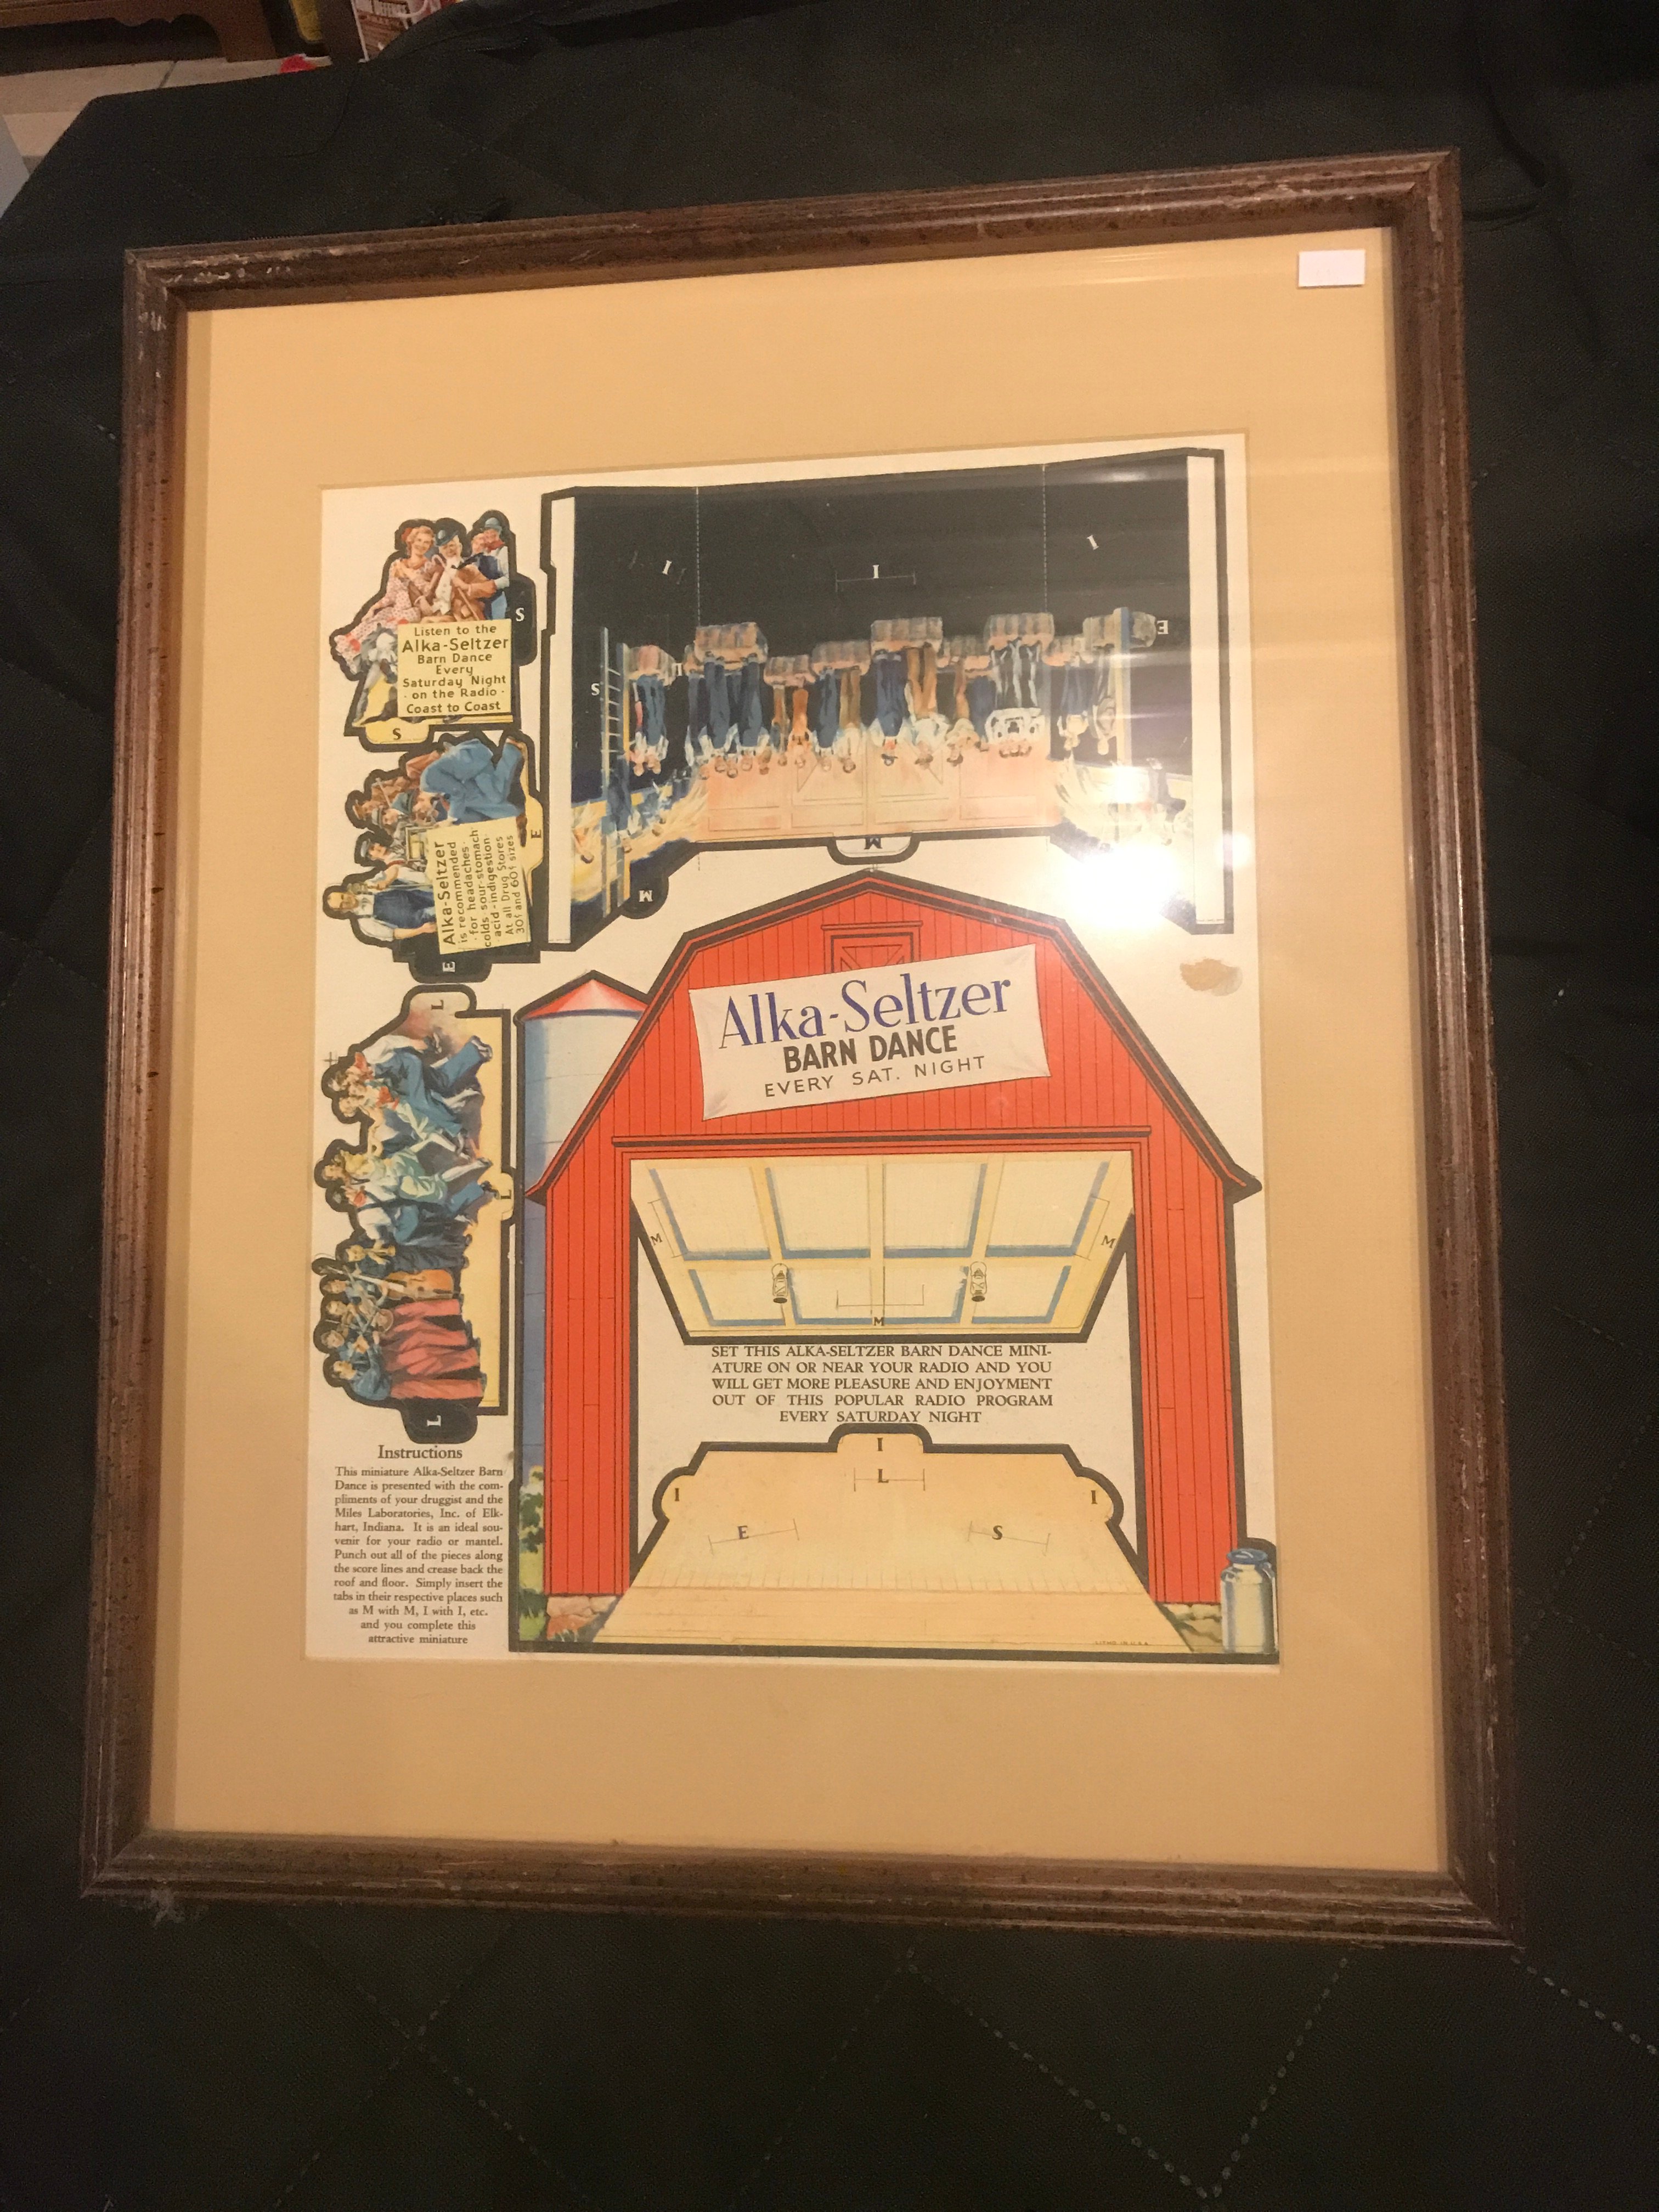 Listen to the
Alka-Seltzer
Barn Dance
Every
Saturday Night
· on the Radio ·
Coast to Coast
S
S
I
I
I
I
S
E
M
M
Alka-Seltzer
is recommended
· for headaches ·
colds sour-stomach
acid-indigestion
At all Drug Stores
30¢ and 60¢ sizes
E
E
L
L
L
Alka-Seltzer
BARN DANCE
EVERY SAT. NIGHT
M
M
M
SET THIS ALKA-SELTZER BARN DANCE MINI-
ATURE ON OR NEAR YOUR RADIO AND YOU
WILL GET MORE PLEASURE AND ENJOYMENT
OUT OF THIS POPULAR RADIO PROGRAM
EVERY SATURDAY NIGHT
I
L
I
I
E
S
Instructions
This miniature Alka-Seltzer Barn
Dance is presented with the com-
pliments of your druggist and the
Miles Laboratories, Inc. of Elk-
hart, Indiana. It is an ideal sou-
venir for your radio or mantel.
Punch out all of the pieces along
the score lines and crease back the
roof and floor. Simply insert the
tabs in their respective places such
as M with M, I with I, etc.
and you complete this
attractive miniature
LITHO IN U.S.A.